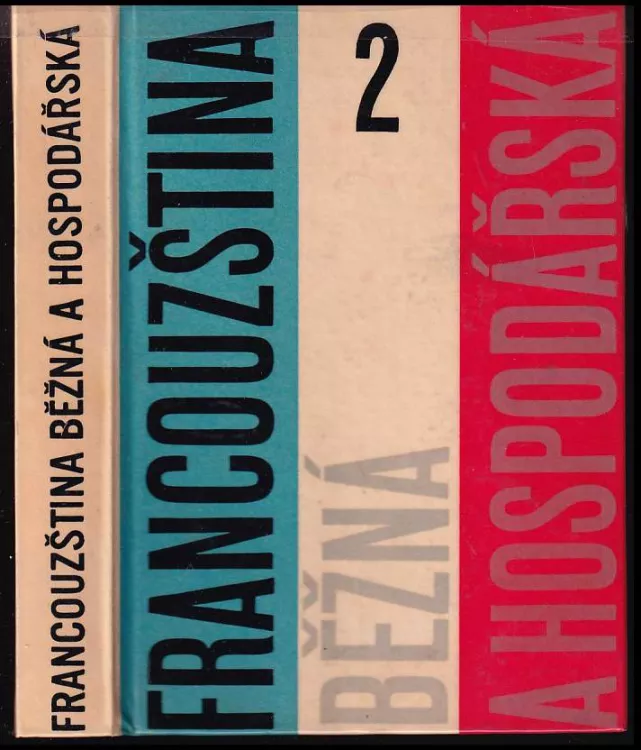 FRANCOUZŠTINA BĚŽNÁ A HOSPODÁŘSKÁ
FRANCOUZŠTINA
2
BĚŽNÁ
A HOSPODÁŘSKÁ